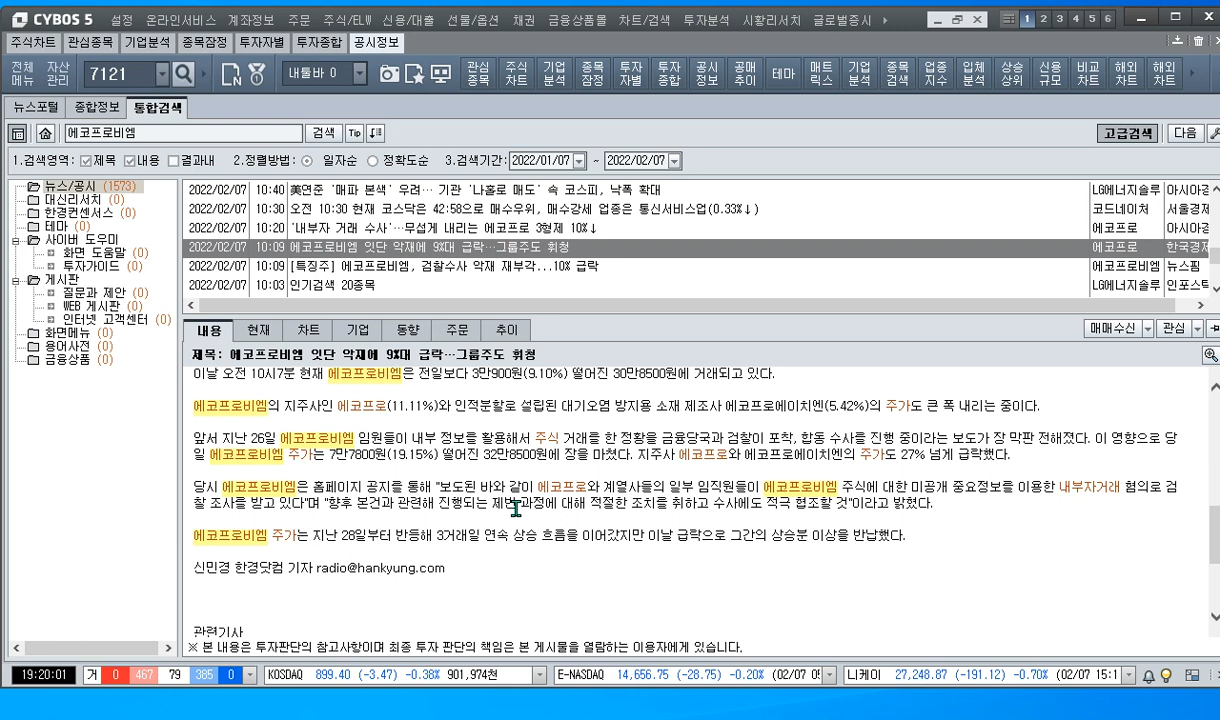 CYBOS 5 설정 온라인서비스 계좌정보 주문 주식/ELW 신용/대출 선물/옵션 채권 금융상품몰 차트/검색 투자분석 시황리서치 글로벌증시 1 2 3 4 5 6
주식차트 관심종목 기업분석 종목잠정 투자자별 투자종합 공시정보
전체메뉴 자산관리 7121 내툴바 0 관심종목 주식차트 기업분석 종목잠정 투자자별 투자종합 공시정보 공매추이 테마 매트릭스 기업분석 종목검색 업종지수 입체분석 상승상위 신용규모 비교차트 해외차트 해외차트
뉴스포털 종합정보 통합검색
에코프로비엠 검색 Tip 고급검색 다음
1.검색영역: 제목 내용 결과내 2.정렬방법: 일자순 정확도순 3.검색기간: 2022/01/07 ~ 2022/02/07
뉴스/공시 (1573)
대신리서치 (0)
한경컨센서스 (0)
테마 (0)
사이버 도우미
화면 도움말 (0)
투자가이드 (0)
게시판
질문과 제안 (0)
WEB 게시판 (0)
인터넷 고객센터 (0)
화면메뉴 (0)
용어사전 (0)
금융상품 (0)
2022/02/07 10:40 美연준 '매파 본색' 우려… 기관 '나홀로 매도' 속 코스피, 낙폭 확대 LG에너지솔루 아시아경
2022/02/07 10:30 오전 10:30 현재 코스닥은 42:58으로 매수우위, 매수강세 업종은 통신서비스업(0.33%↓) 코드네이처 서울경제
2022/02/07 10:20 '내부자 거래 수사'…무섭게 내리는 에코프로 3형제 10%↓ 에코프로 아시아경
2022/02/07 10:09 에코프로비엠 잇단 악재에 9%대 급락…그룹주도 휘청 에코프로 한국경제
2022/02/07 10:09 [특징주] 에코프로비엠, 검찰수사 악재 재부각...10% 급락 에코프로비엠 뉴스핌
2022/02/07 10:03 인기검색 20종목 LG에너지솔루 인포스탁
내용 현재 차트 기업 동향 주문 추이 매매수신 관심
제목: 에코프로비엠 잇단 악재에 9%대 급락…그룹주도 휘청
이날 오전 10시7분 현재 에코프로비엠은 전일보다 3만900원(9.10%) 떨어진 30만8500원에 거래되고 있다.
에코프로비엠의 지주사인 에코프로(11.11%)와 인적분할로 설립된 대기오염 방지용 소재 제조사 에코프로에이치엔(5.42%)의 주가도 큰 폭 내리는 중이다.
앞서 지난 26일 에코프로비엠 임원들이 내부 정보를 활용해서 주식 거래를 한 정황을 금융당국과 검찰이 포착, 합동 수사를 진행 중이라는 보도가 장 막판 전해졌다. 이 영향으로 당
일 에코프로비엠 주가는 7만7800원(19.15%) 떨어진 32만8500원에 장을 마쳤다. 지주사 에코프로와 에코프로에이치엔의 주가도 27% 넘게 급락했다.
당시 에코프로비엠은 홈페이지 공지를 통해 "보도된 바와 같이 에코프로와 계열사들의 일부 임직원들이 에코프로비엠 주식에 대한 미공개 중요정보를 이용한 내부자거래 혐의로 검
찰 조사를 받고 있다"며 "향후 본건과 관련해 진행되는 제반 과정에 대해 적절한 조치를 취하고 수사에도 적극 협조할 것"이라고 밝혔다.
에코프로비엠 주가는 지난 28일부터 반등해 3거래일 연속 상승 흐름을 이어갔지만 이날 급락으로 그간의 상승분 이상을 반납했다.
신민경 한경닷컴 기자 radio@hankyung.com
관련기사
※ 본 내용은 투자판단의 참고사항이며 최종 투자 판단의 책임은 본 게시물을 열람하는 이용자에게 있습니다.
19:20:01 거 0 467 79 385 0 KOSDAQ 899.40 (-3.47) -0.38% 901,974천 E-NASDAQ 14,656.75 (-28.75) -0.20% (02/07 05 니케이 27,248.87 (-191.12) -0.70% (02/07 15:1